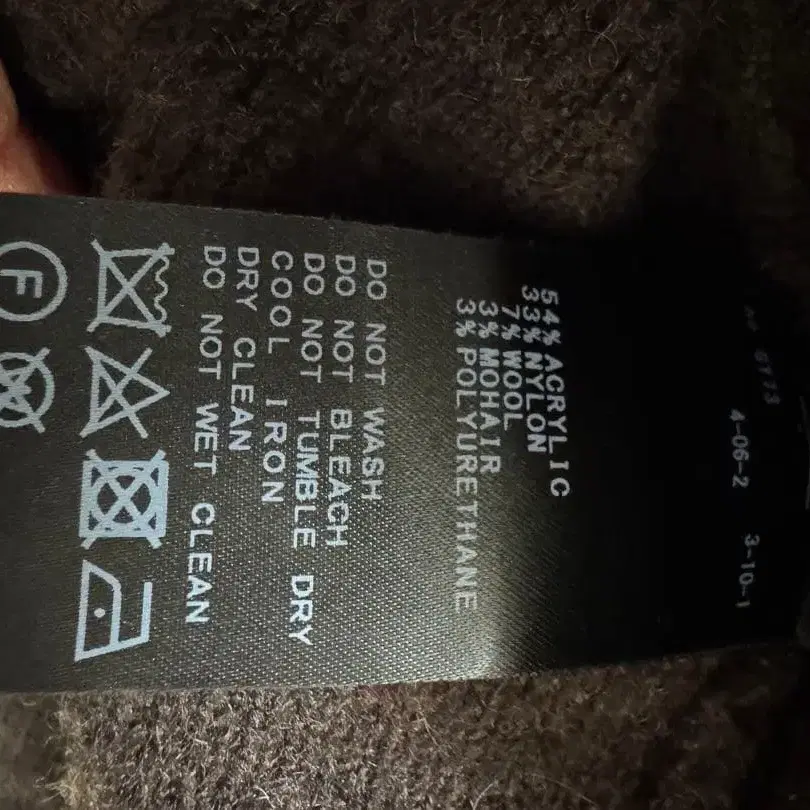 4-06-2 3-10-1
54% ACRYLIC
33% NYLON
7% WOOL
3% MOHAIR
3% POLYURETHANE
DO NOT WASH
DO NOT BLEACH
DO NOT TUMBLE DRY
COOL IRON
DRY CLEAN
DO NOT WET CLEAN
F W